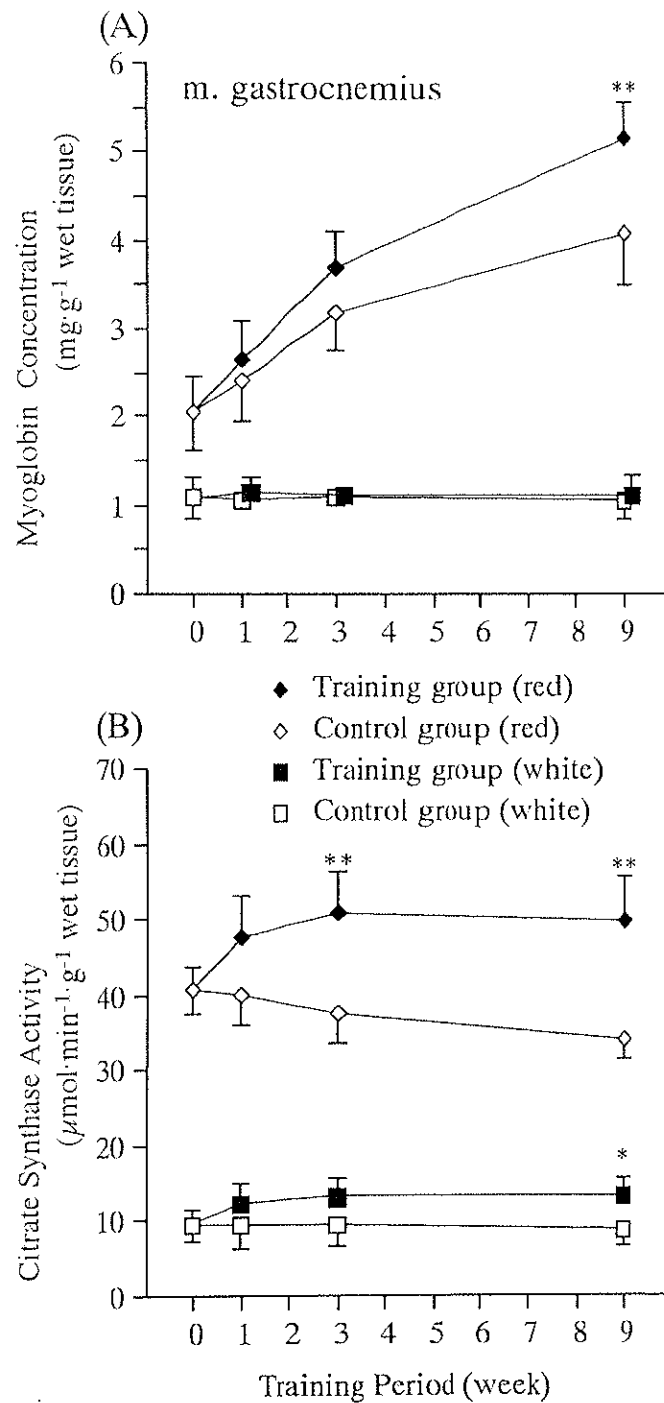 (A)
m. gastrocnemius
**
6
5
4
3
2
1
0
Myoglobin Concentration
(mg·g⁻¹ wet tissue)
0 1 2 3 4 5 6 7 8 9
Training group (red)
Control group (red)
Training group (white)
Control group (white)
(B)
70
60
50
40
30
20
10
0
** **
*
Citrate Synthase Activity
(μmol·min⁻¹·g⁻¹ wet tissue)
0 1 2 3 4 5 6 7 8 9
Training Period (week)